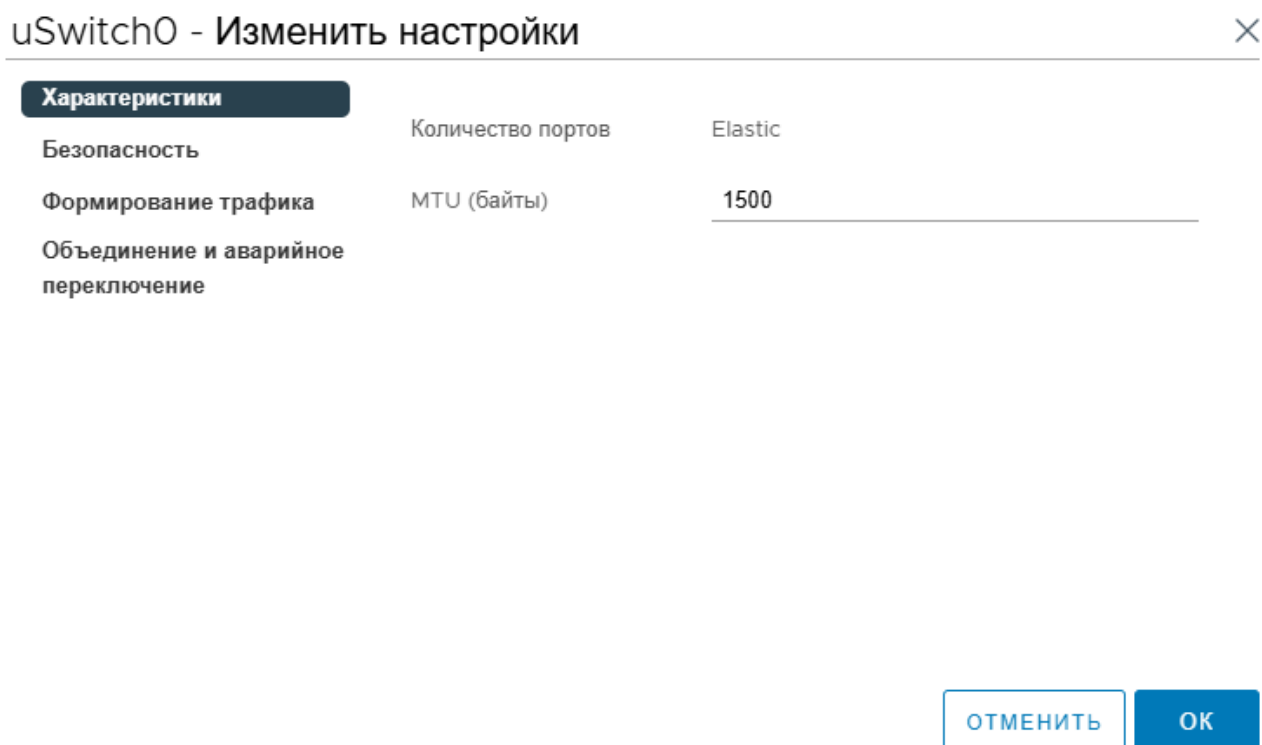 uSwitch0 - Изменить настройки
Характеристики
Безопасность
Формирование трафика
Объединение и аварийное
переключение
Количество портов Elastic
MTU (байты) 1500
ОТМЕНИТЬ ОК